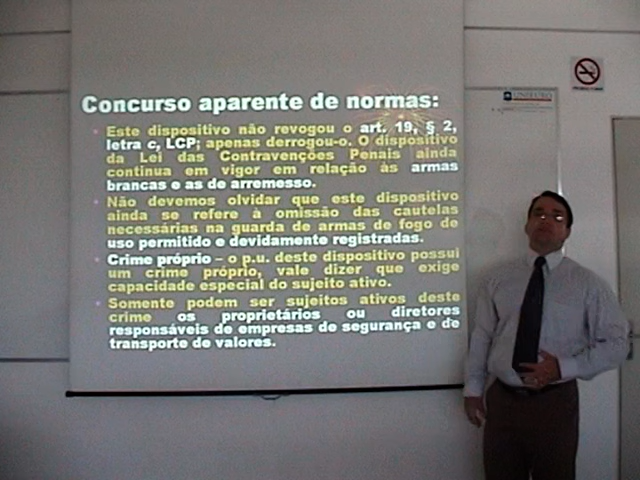 Concurso aparente de normas:
Este dispositivo não revogou o art. 19, § 2,
letra c, LCP; apenas derrogou-o. O dispositivo
da Lei das Contravenções Penais ainda
continua em vigor em relação às armas
brancas e as de arremesso.
Não devemos olvidar que este dispositivo
ainda se refere à omissão das cautelas
necessárias na guarda de armas de fogo de
uso permitido e devidamente registradas.
Crime próprio – o p.u. deste dispositivo possui
um crime próprio, vale dizer que exige
capacidade especial do sujeito ativo.
Somente podem ser sujeitos ativos deste
crime os proprietários ou diretores
responsáveis de empresas de segurança e de
transporte de valores.
UNIEURO